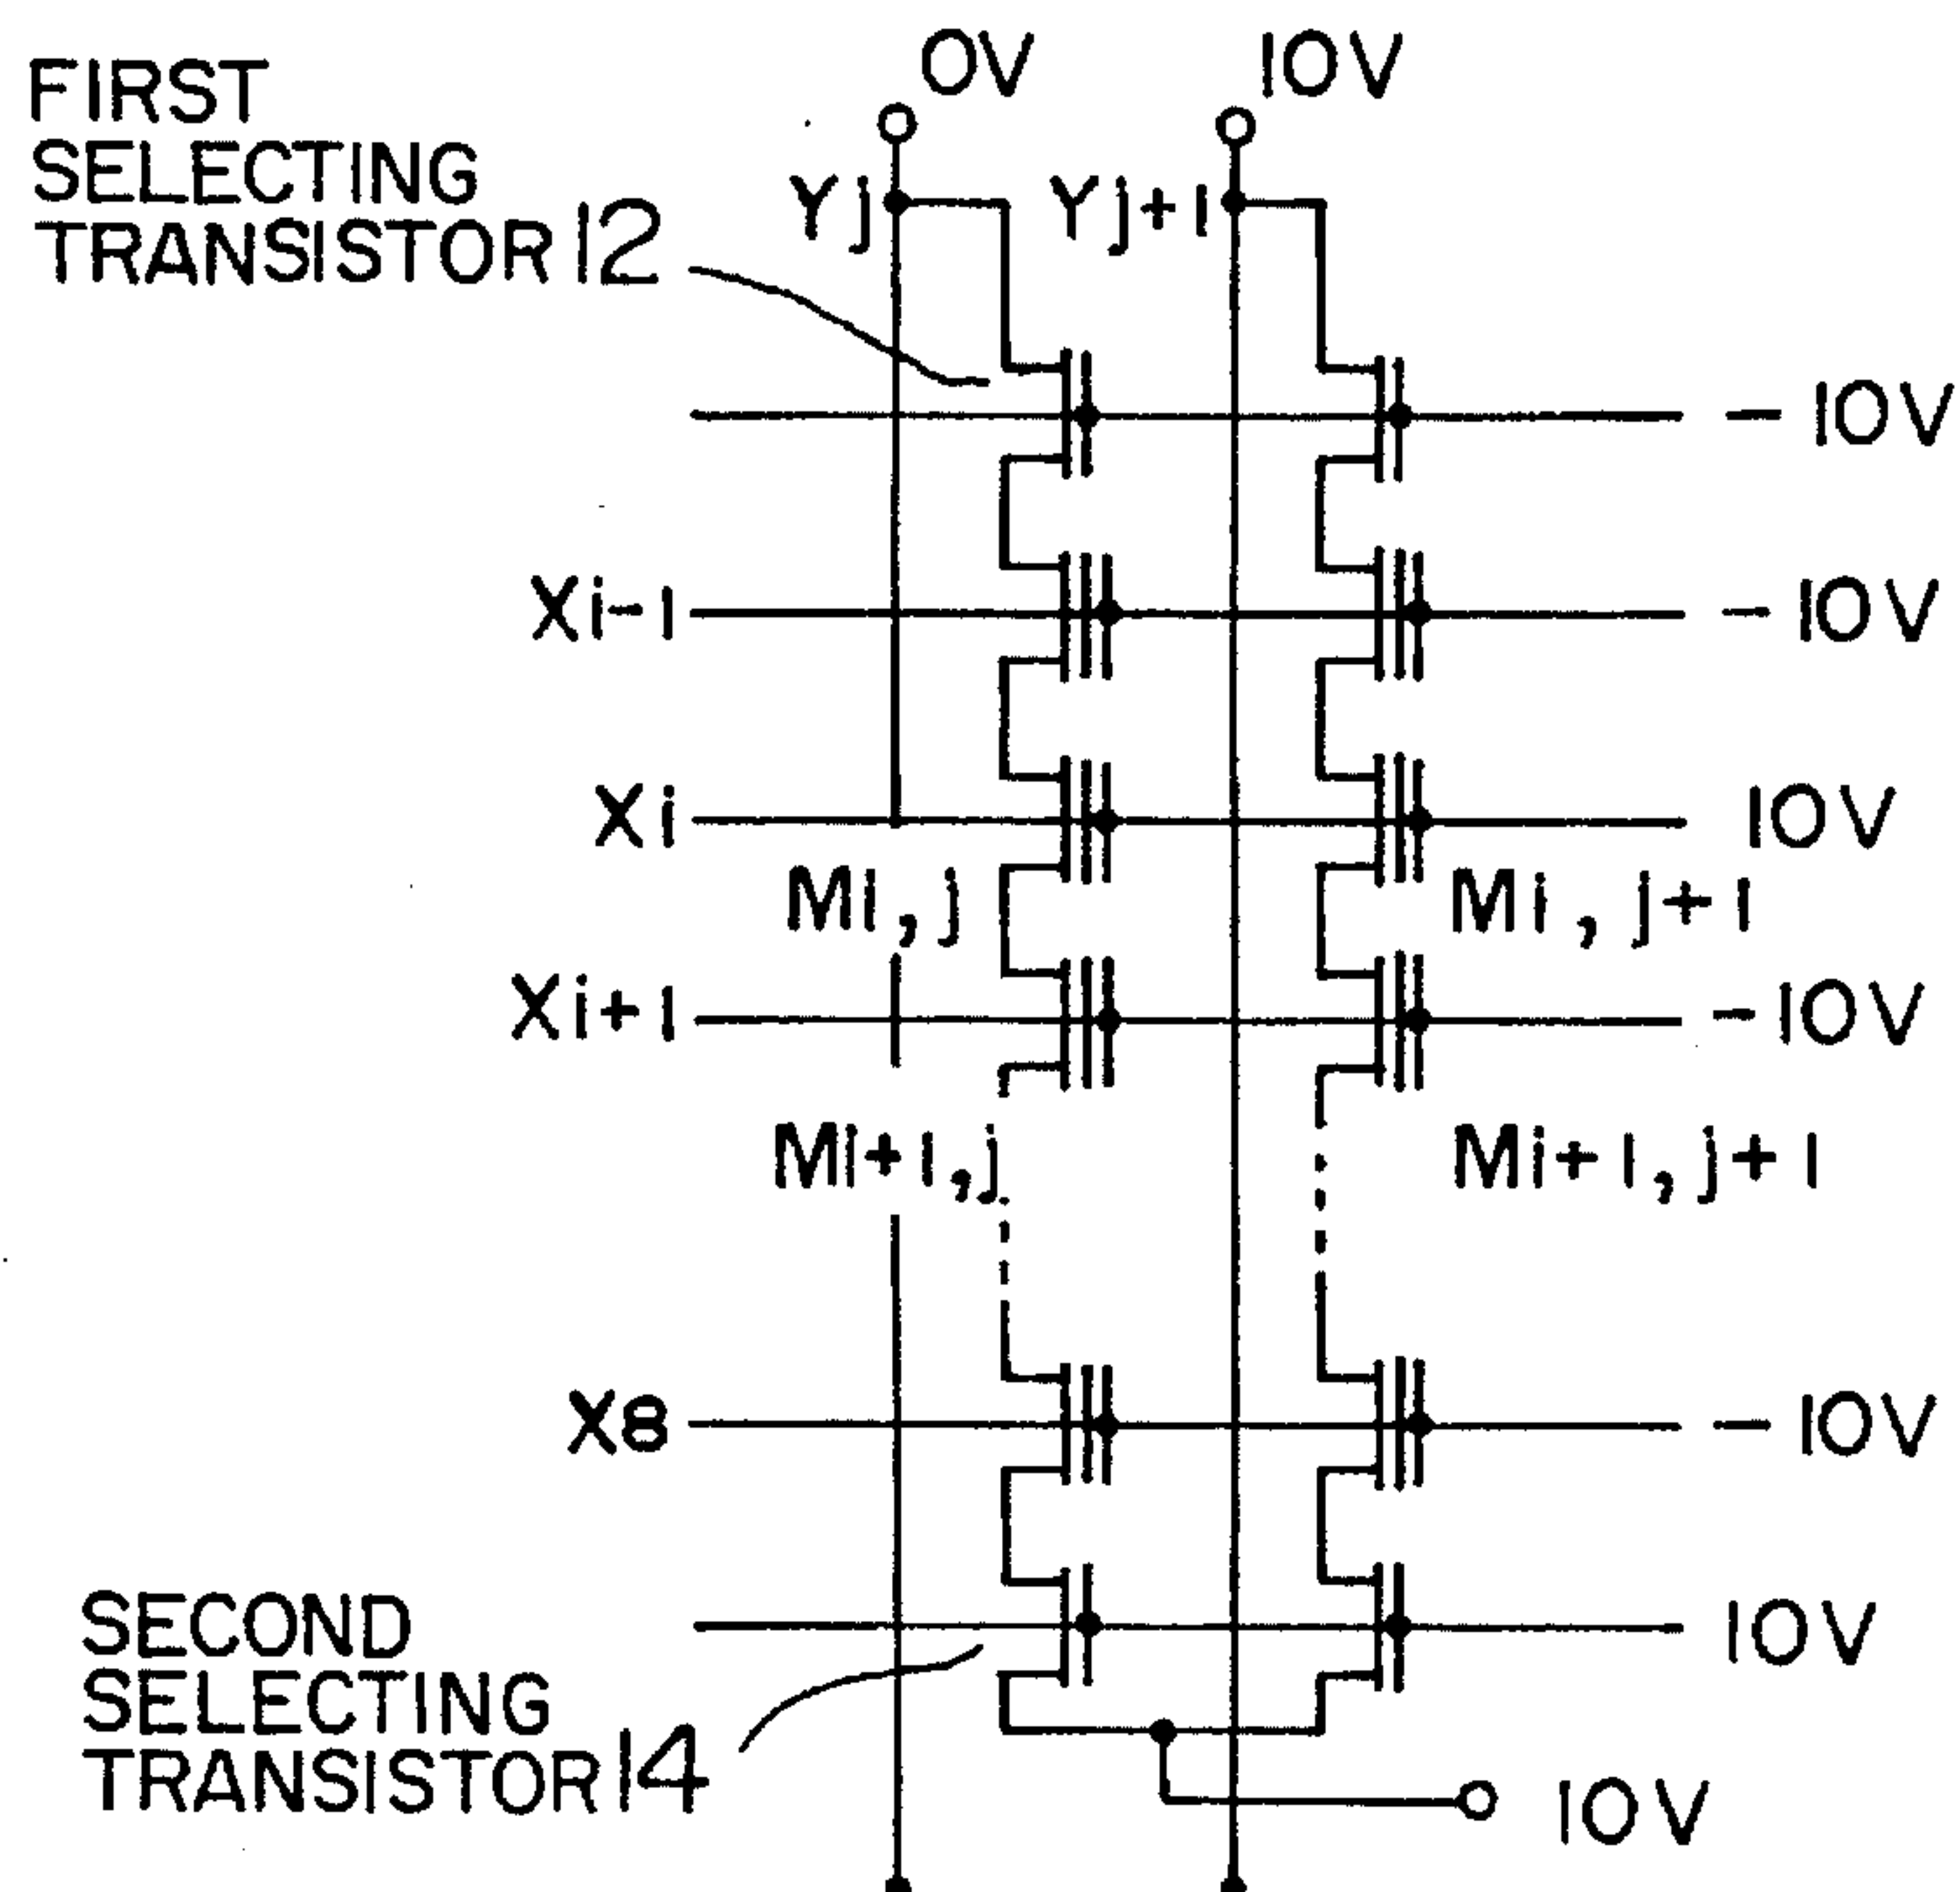 0V 10V
FIRST
SELECTING
TRANSISTOR 12
Yj Yj+1
-10V
Xi-1 -10V
Xi 10V
Mi,j Mi,j+1
Xi+1 -10V
Mi+1,j Mi+1,j+1
X8 -10V
SECOND
SELECTING
TRANSISTOR 14
10V
10V